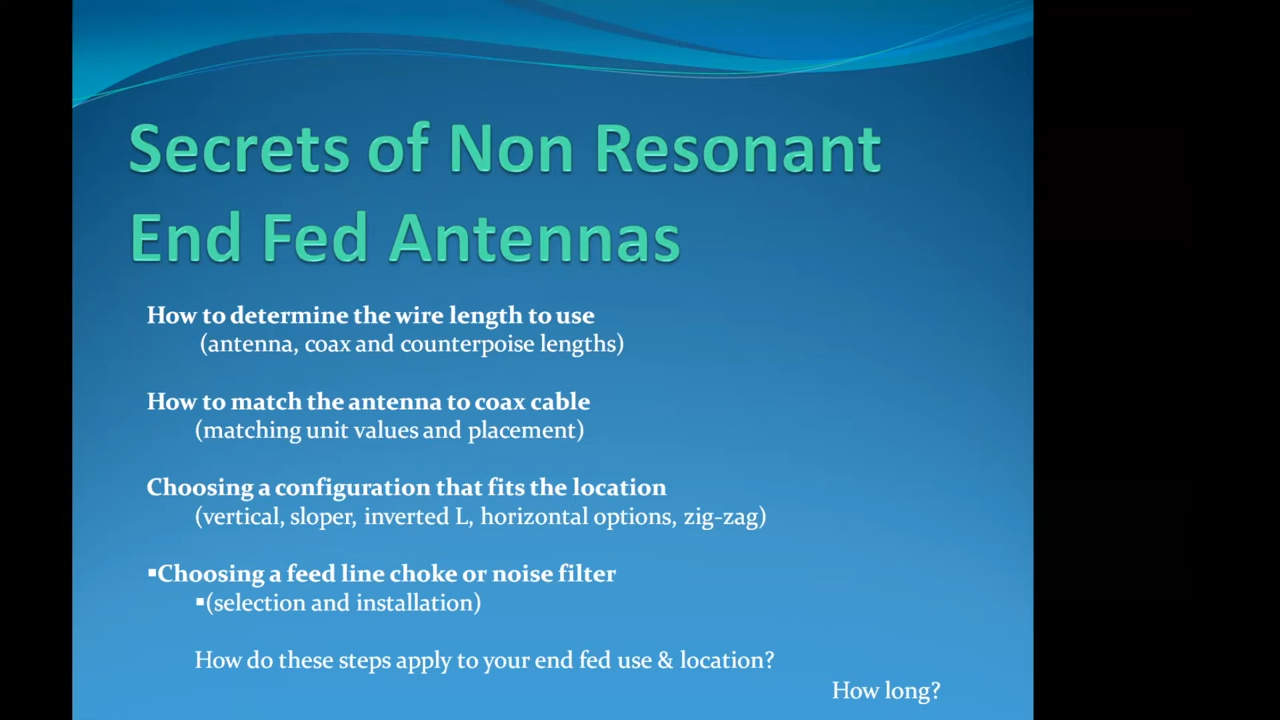 Secrets of Non Resonant
End Fed Antennas
How to determine the wire length to use
(antenna, coax and counterpoise lengths)
How to match the antenna to coax cable
(matching unit values and placement)
Choosing a configuration that fits the location
(vertical, sloper, inverted L, horizontal options, zig-zag)
▪Choosing a feed line choke or noise filter
▪(selection and installation)
How do these steps apply to your end fed use & location?
How long?